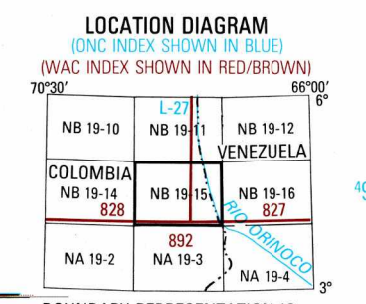 LOCATION DIAGRAM
(ONC INDEX SHOWN IN BLUE)
(WAC INDEX SHOWN IN RED/BROWN)
70°30' 66°00'
6°
L-27
NB 19-10 NB 19-11 NB 19-12
VENEZUELA
COLOMBIA
NB 19-14 NB 19-15 NB 19-16
828 827
RIO ORINOCO
892
NA 19-2 NA 19-3 NA 19-4
3°